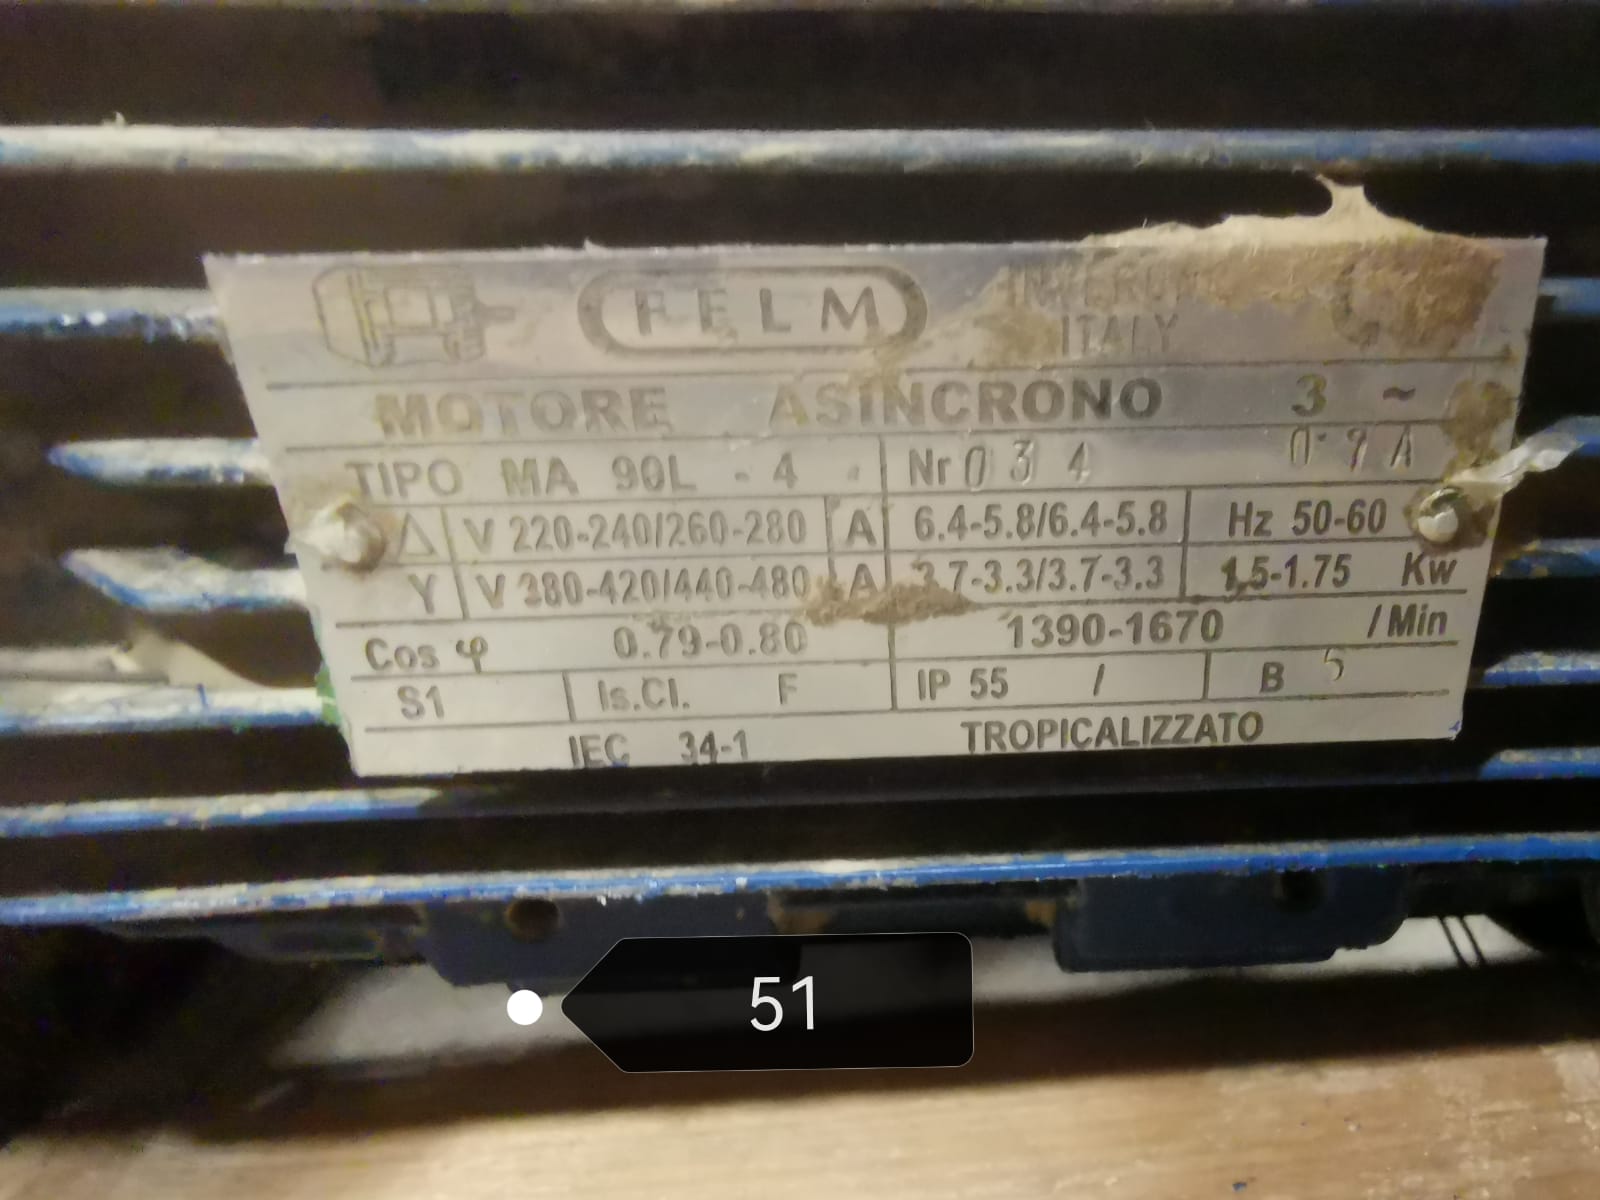 FELM
ITALY
MOTORE ASINCRONO 3 ~
TIPO MA 90L - 4 Nr 034
Δ V 220-240/260-280 A 6.4-5.8/6.4-5.8 Hz 50-60
Y V 380-420/440-480 A 3.7-3.3/3.7-3.3 1,5-1.75 Kw
Cos φ 0.79-0.80 1390-1670 /Min
S1 Is.Cl. F IP 55 / B 5
IEC 34-1 TROPICALIZZATO
51